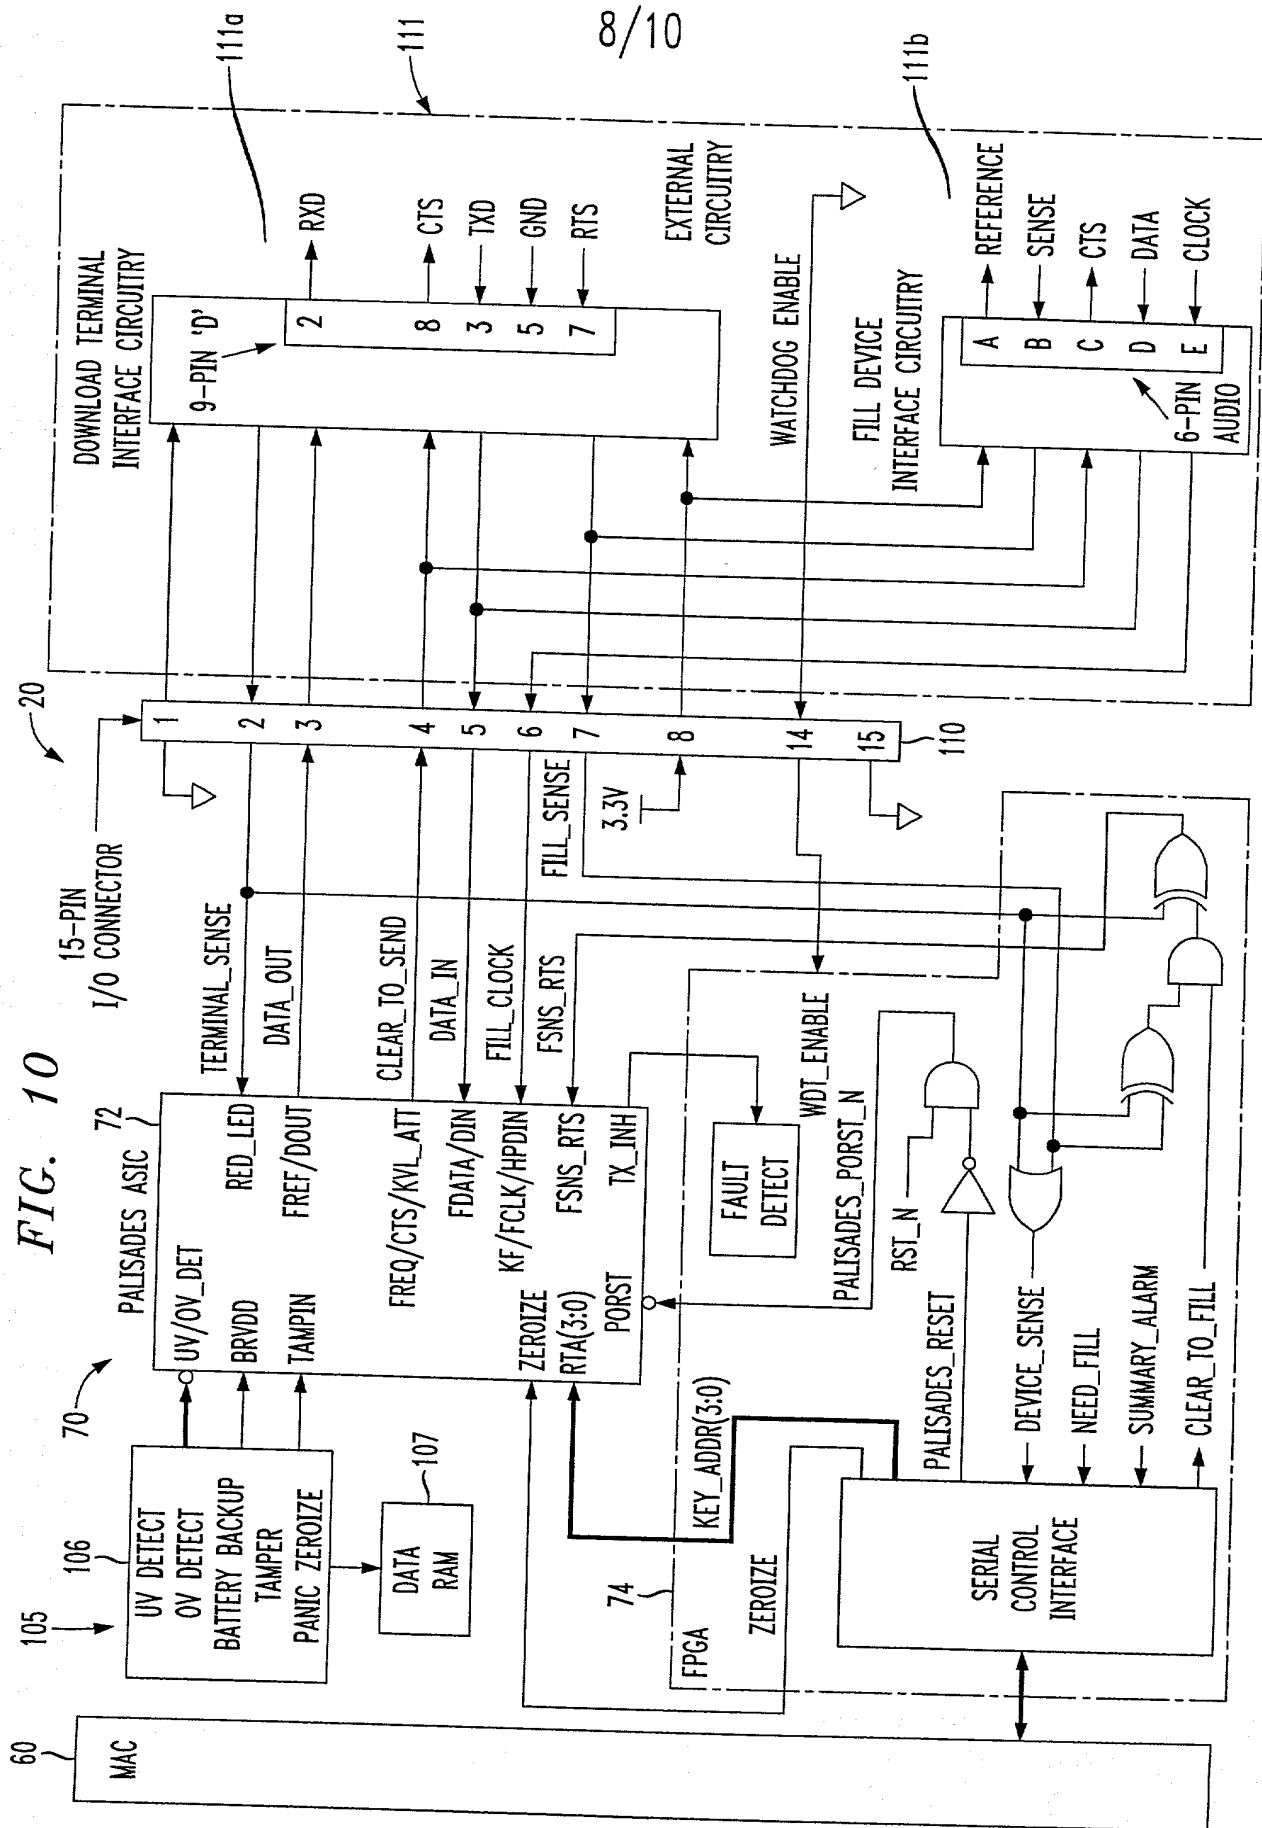 8/10
FIG. 10
20
15-PIN
I/O CONNECTOR
111
111a
111b
DOWNLOAD TERMINAL
INTERFACE CIRCUITRY
9-PIN 'D'
2
8
3
5
7
RXD
CTS
TXD
GND
RTS
EXTERNAL
CIRCUITRY
WATCHDOG ENABLE
FILL DEVICE
INTERFACE CIRCUITRY
A
B
C
D
E
REFERENCE
SENSE
CTS
DATA
CLOCK
6-PIN
AUDIO
1
2
3
4
5
6
7
8
14
15
110
3.3V
TERMINAL_SENSE
DATA_OUT
CLEAR_TO_SEND
DATA_IN
FILL_CLOCK
FILL_SENSE
FSNS_RTS
70
PALISADES ASIC
72
UV/OV_DET
BRVDD
TAMPIN
RED_LED
FREF/DOUT
FREQ/CTS/KVL_ATT
FDATA/DIN
KF/FCLK/HPDIN
FSNS_RTS
TX_INH
ZEROIZE
RTA(3:0)
PORST
105
106
UV DETECT
OV DETECT
BATTERY BACKUP
TAMPER
PANIC ZEROIZE
107
DATA
RAM
74
FPGA
ZEROIZE
KEY_ADDR(3:0)
FAULT
DETECT
WDT_ENABLE
PALISADES_PORST_N
RST_N
PALISADES_RESET
DEVICE_SENSE
NEED_FILL
SUMMARY_ALARM
CLEAR_TO_FILL
SERIAL
CONTROL
INTERFACE
60
MAC